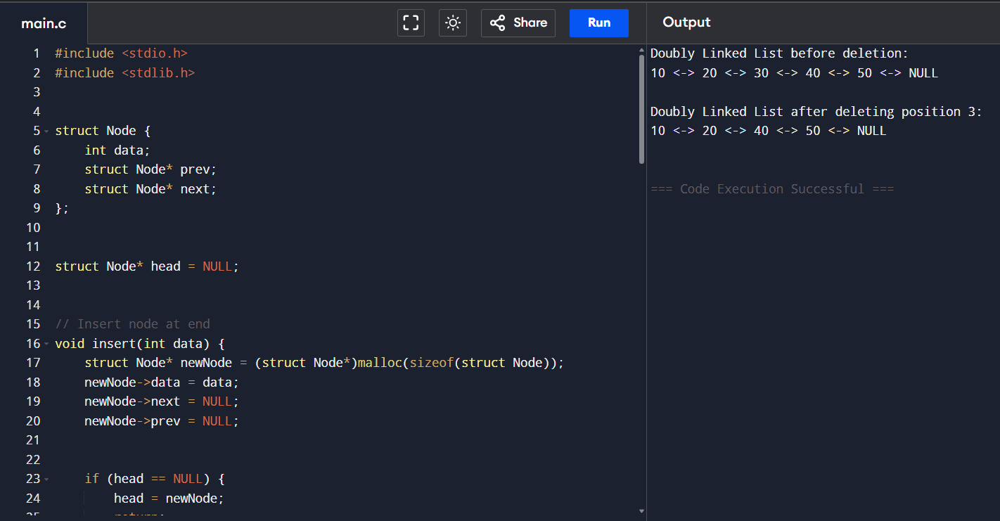 main.c
Share
Run
Output
1 #include <stdio.h>
2 #include <stdlib.h>
3
4
5 struct Node {
6     int data;
7     struct Node* prev;
8     struct Node* next;
9 };
10
11
12 struct Node* head = NULL;
13
14
15 // Insert node at end
16 void insert(int data) {
17     struct Node* newNode = (struct Node*)malloc(sizeof(struct Node));
18     newNode->data = data;
19     newNode->next = NULL;
20     newNode->prev = NULL;
21
22
23     if (head == NULL) {
24         head = newNode;
Doubly Linked List before deletion:
10 <-> 20 <-> 30 <-> 40 <-> 50 <-> NULL
Doubly Linked List after deleting position 3:
10 <-> 20 <-> 40 <-> 50 <-> NULL
=== Code Execution Successful ===